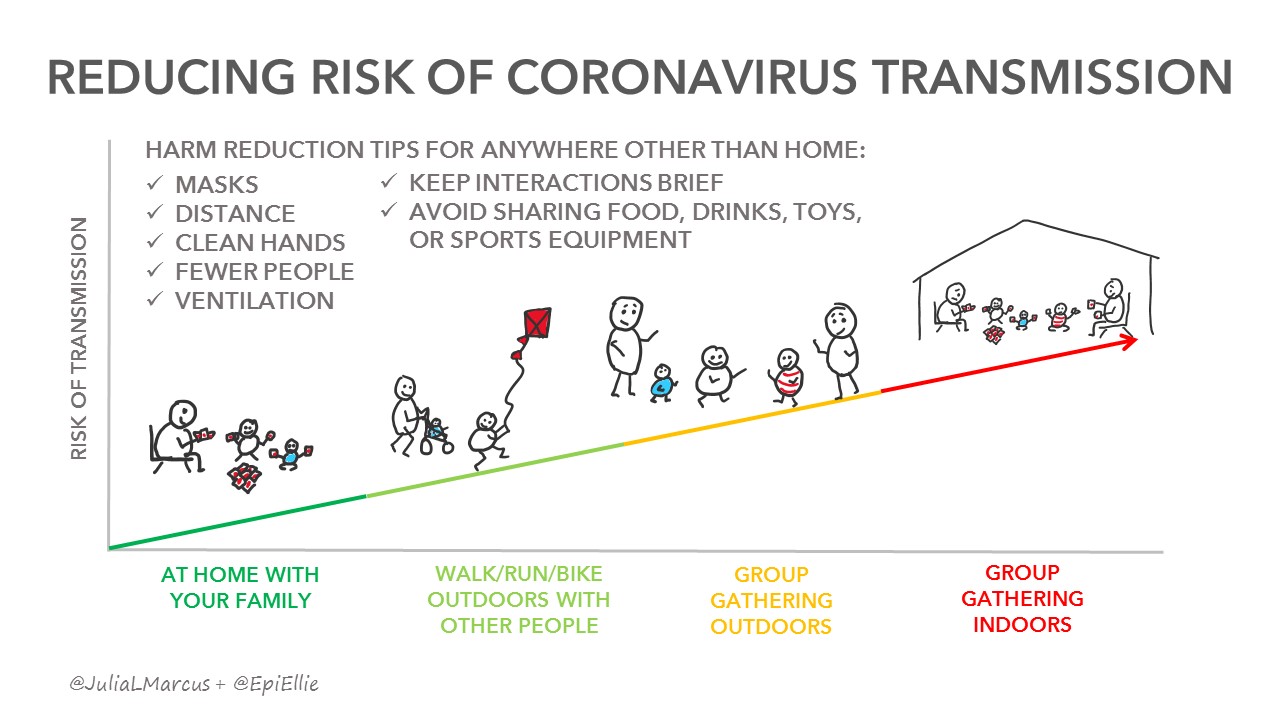 REDUCING RISK OF CORONAVIRUS TRANSMISSION
HARM REDUCTION TIPS FOR ANYWHERE OTHER THAN HOME:
✓ MASKS
✓ DISTANCE
✓ CLEAN HANDS
✓ FEWER PEOPLE
✓ VENTILATION
✓ KEEP INTERACTIONS BRIEF
✓ AVOID SHARING FOOD, DRINKS, TOYS,
OR SPORTS EQUIPMENT
RISK OF TRANSMISSION
AT HOME WITH
YOUR FAMILY
WALK/RUN/BIKE
OUTDOORS WITH
OTHER PEOPLE
GROUP
GATHERING
OUTDOORS
GROUP
GATHERING
INDOORS
@JuliaLMarcus + @EpiEllie